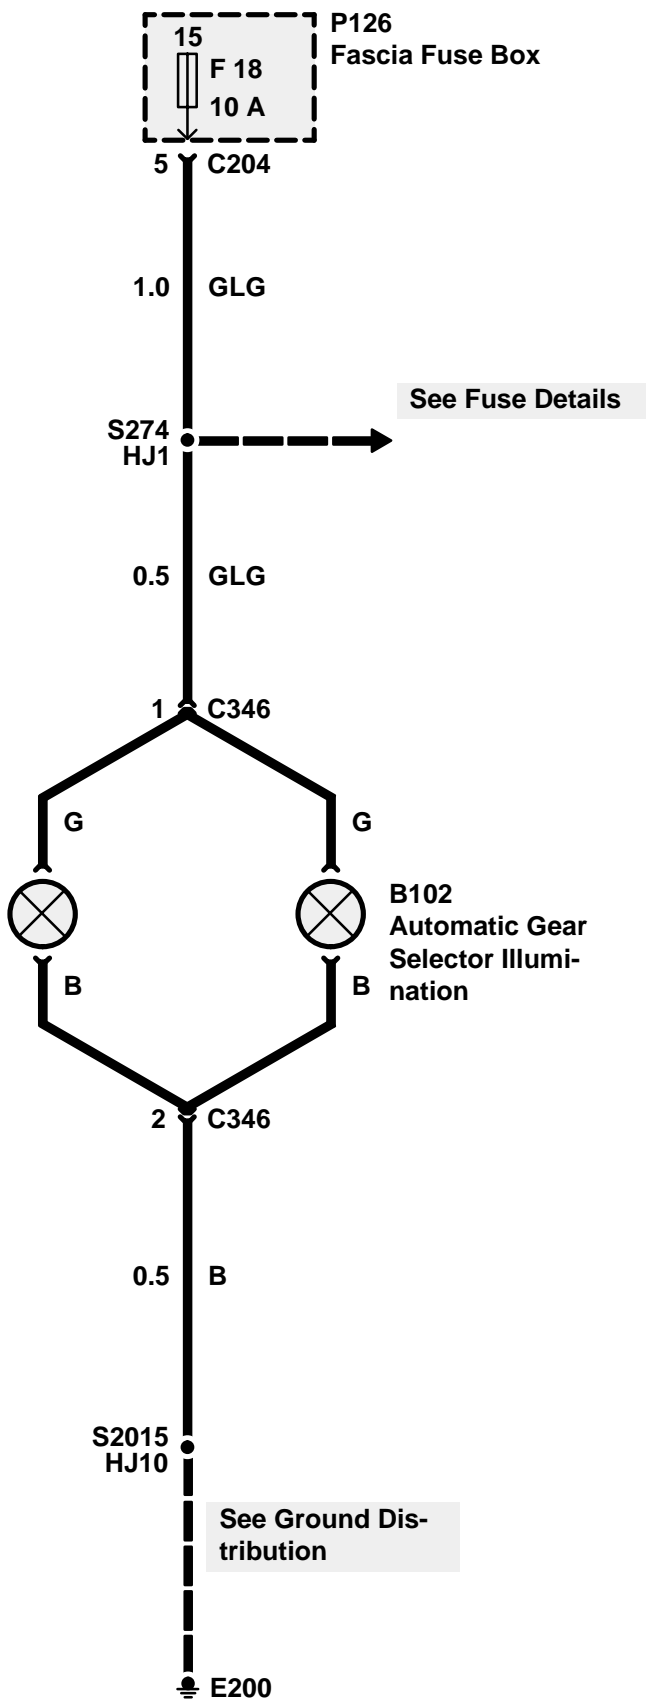 P126
Fascia Fuse Box
15
F 18
10 A
5 C204
1.0 GLG
See Fuse Details
S274
HJ1
0.5 GLG
1 C346
G G
B102
Automatic Gear
Selector Illumi-
nation
B B
2 C346
0.5 B
S2015
HJ10
See Ground Dis-
tribution
E200